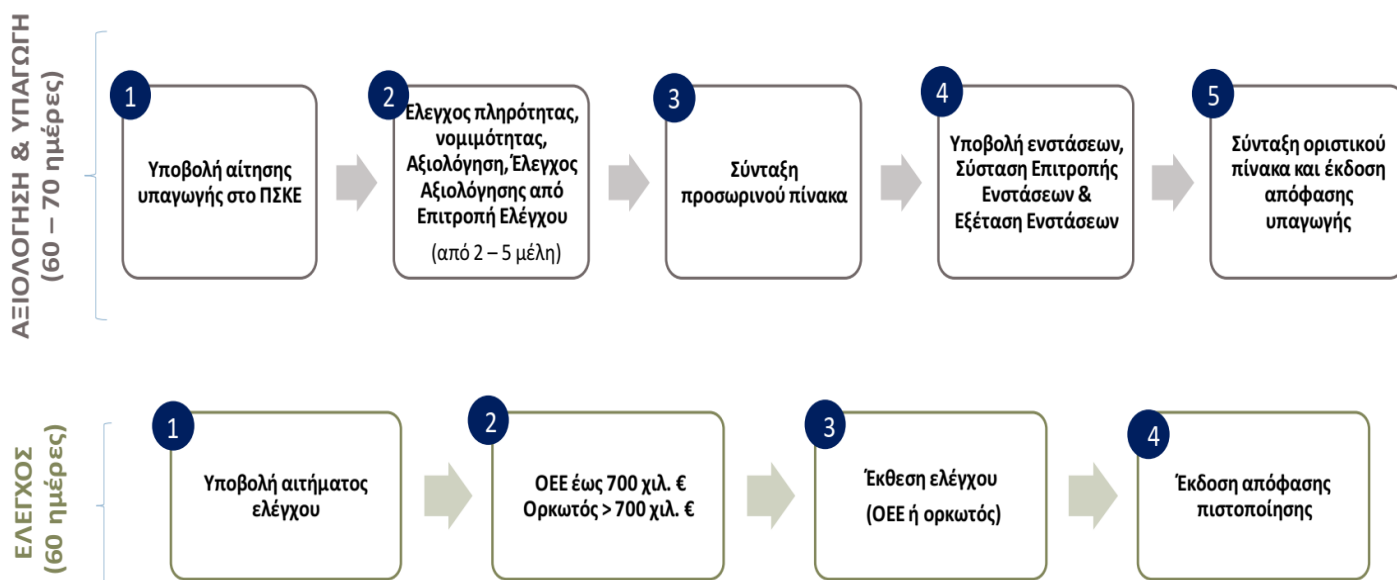 ΑΞΙΟΛΟΓΗΣΗ & ΥΠΑΓΩΓΗ
(60 – 70 ημέρες)
1
Υποβολή αίτησης
υπαγωγής στο ΠΣΚΕ
2
Έλεγχος πληρότητας,
νομιμότητας,
Αξιολόγηση, Έλεγχος
Αξιολόγησης από
Επιτροπή Ελέγχου
(από 2 – 5 μέλη)
3
Σύνταξη
προσωρινού πίνακα
4
Υποβολή ενστάσεων,
Σύσταση Επιτροπής
Ενστάσεων &
Εξέταση Ενστάσεων
5
Σύνταξη οριστικού
πίνακα και έκδοση
απόφασης
υπαγωγής
ΕΛΕΓΧΟΣ
(60 ημέρες)
1
Υποβολή αιτήματος
ελέγχου
2
ΟΕΕ έως 700 χιλ. €
Ορκωτός > 700 χιλ. €
3
Έκθεση ελέγχου
(ΟΕΕ ή ορκωτός)
4
Έκδοση απόφασης
πιστοποίησης